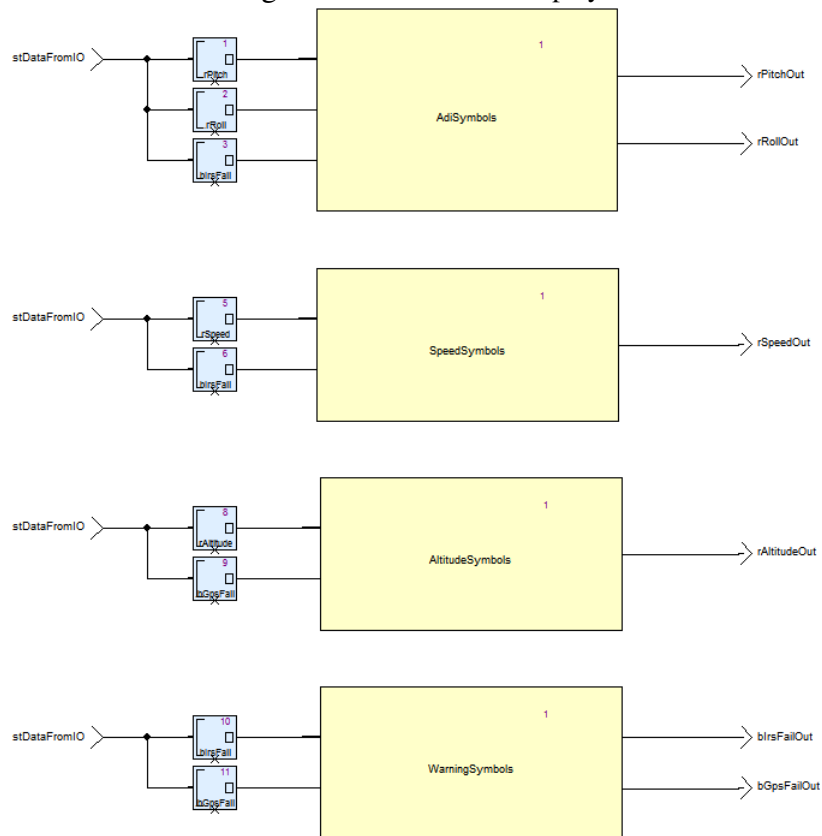 stDataFromIO
1
rPitch
2
rRoll
3
bIrsFail
1
AdiSymbols
rPitchOut
rRollOut
stDataFromIO
5
rSpeed
6
bIrsFail
1
SpeedSymbols
rSpeedOut
stDataFromIO
8
rAltitude
9
bGpsFail
1
AltitudeSymbols
rAltitudeOut
stDataFromIO
10
bIrsFail
11
bGpsFail
1
WarningSymbols
bIrsFailOut
bGpsFailOut